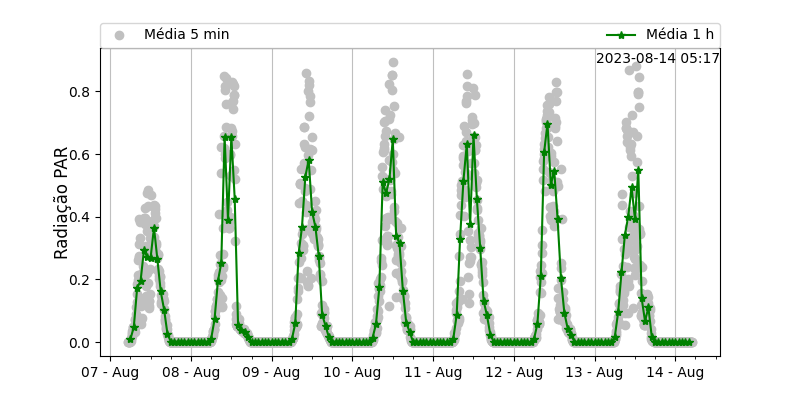 Média 5 min
Média 1 h
2023-08-14 05:17
Radiação PAR
0.8
0.6
0.4
0.2
0.0
07 - Aug
08 - Aug
09 - Aug
10 - Aug
11 - Aug
12 - Aug
13 - Aug
14 - Aug